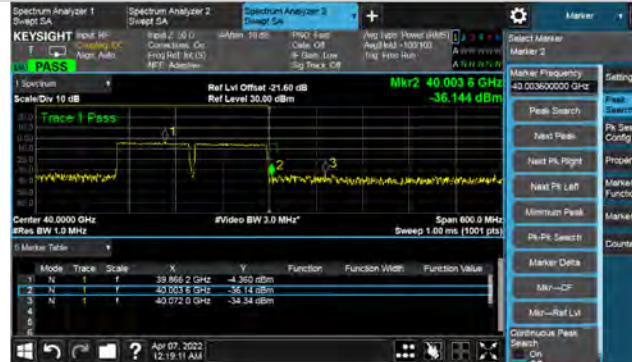 Spectrum Analyzer 1
Swept SA
Spectrum Analyzer 2
Swept SA
Spectrum Analyzer 3
Swept SA
+
Marker
KEYSIGHT
Input: RF
Coupling: DC
Align: Auto
Input Z: 50 Ω
Corrections: On
Freq Ref: Int (S)
NFE: Adaptive
#Atten: 10 dB
PNO: Fast
Gate: Off
IF Gain: Low
Sig Track: Off
Avg Type: Power (RMS)
Avg|Hold: >100/100
Trig: Free Run
PASS
Select Marker
Marker 2
1 Spectrum
Scale/Div 10 dB
Ref Lvl Offset -21.60 dB
Ref Level 30.00 dBm
Mkr2 40.003 6 GHz
-36.144 dBm
Trace 1 Pass
1
2
3
Center 40.0000 GHz
#Res BW 1.0 MHz
#Video BW 3.0 MHz*
Span 600.0 MHz
Sweep 1.00 ms (1001 pts)
5 Marker Table
Mode Trace Scale X Y Function Function Width Function Value
1 N 1 f 39.866 2 GHz -4.360 dBm
2 N 1 f 40.003 6 GHz -36.14 dBm
3 N 1 f 40.072 0 GHz -34.34 dBm
4
5
6
Marker Frequency
40.003600000 GHz
Peak Search
Next Peak
Next Pk Right
Next Pk Left
Minimum Peak
Pk-Pk Search
Marker Delta
Mkr→CF
Mkr→Ref Lvl
Continuous Peak
Search
On
Setting
Peak
Search
Pk Sea
Config
Proper
Marker
Functio
Marker
Counte
?
Apr 07, 2022
12:19:11 AM